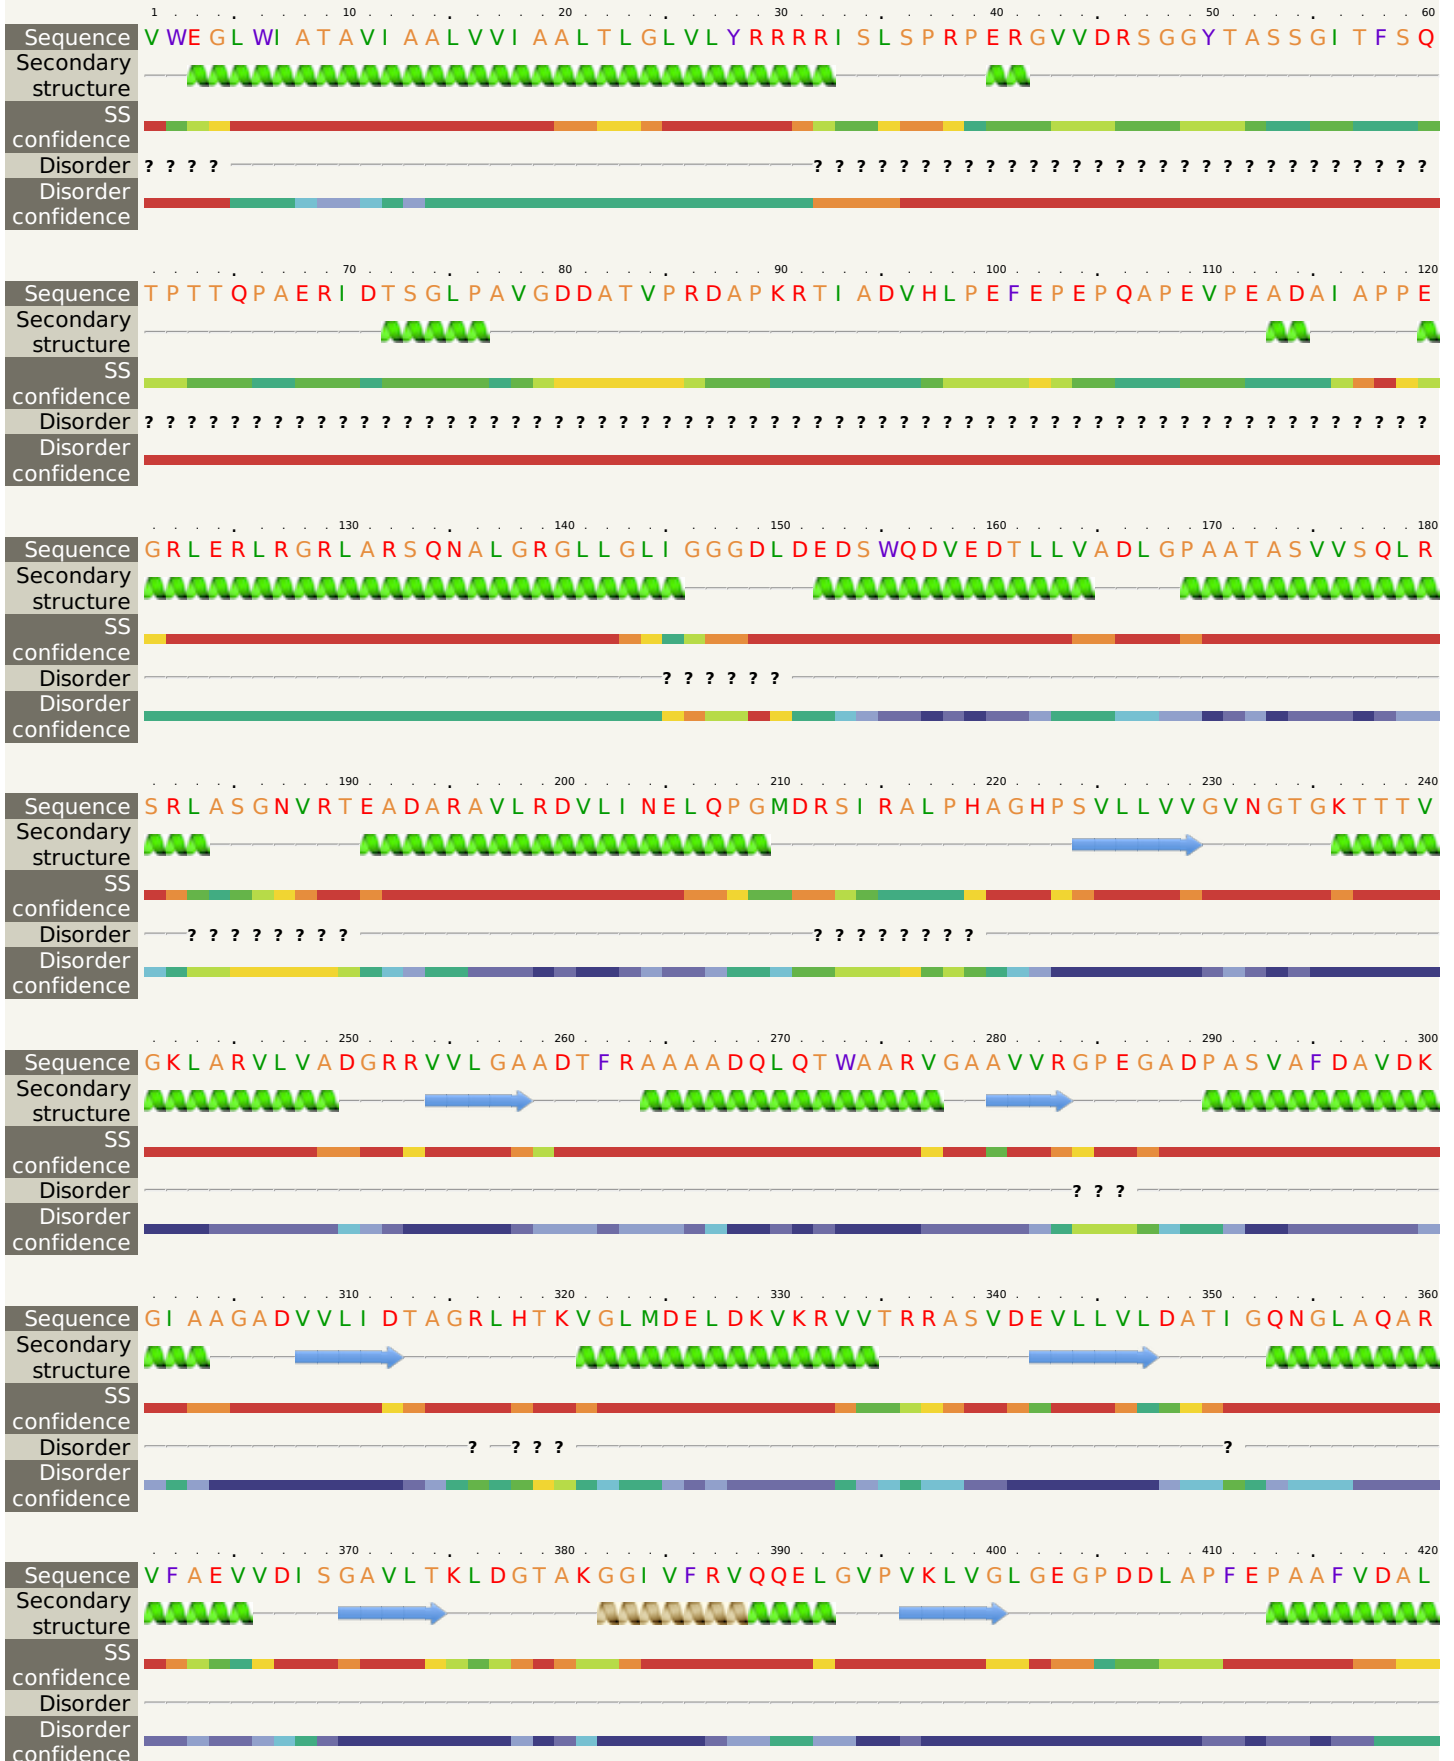 1 10 20 30 40 50 60
Sequence VWEGLWIATAVIAALVVIAALTLGLVLYRRRRISLSPRPERGVVDRSGGYTASSGITFSQ
Secondary
structure
SS
confidence
Disorder ? ? ? ? ? ? ? ? ? ? ? ? ? ? ? ? ? ? ? ? ? ? ? ? ? ? ? ? ? ? ? ? ?
Disorder
confidence
70 80 90 100 110 120
Sequence TPTTQPAERIDTSGLPAVGDDATVPRDAPKRTIADVHLPEFEPEPQAPEVPEADAIAPPE
Secondary
structure
SS
confidence
Disorder ? ? ? ? ? ? ? ? ? ? ? ? ? ? ? ? ? ? ? ? ? ? ? ? ? ? ? ? ? ? ? ? ? ? ? ? ? ? ? ? ? ? ? ? ? ? ? ? ? ? ? ? ? ? ? ? ? ? ? ?
Disorder
confidence
130 140 150 160 170 180
Sequence GRLERLRGRLARSQNALGRGLLGLIGGGDLDEDSWQDVEDTLLVADLGPAATASVVSQLR
Secondary
structure
SS
confidence
Disorder ? ? ? ? ? ?
Disorder
confidence
190 200 210 220 230 240
Sequence SRLASGNVRTEADARAVLRDVLINELQPGMDRSIRALPHAGHPSVLLVVGVNGTGKTTTV
Secondary
structure
SS
confidence
Disorder ? ? ? ? ? ? ? ? ? ? ? ? ? ? ? ?
Disorder
confidence
250 260 270 280 290 300
Sequence GKLARVLVADGRRVVLGAADTFRAAAADQLQTWAARVGAAVVRGPEGADPASVAFDAVDK
Secondary
structure
SS
confidence
Disorder ? ? ?
Disorder
confidence
310 320 330 340 350 360
Sequence GIAAGADVVLIDTAGRLHTKVGLMDELDKVKRVVTRRASVDEVLLVLDATIGQNGLAQAR
Secondary
structure
SS
confidence
Disorder ? ? ? ? ?
Disorder
confidence
370 380 390 400 410 420
Sequence VFAEVVDISGAVLTKLDGTAKGGIVFRVQQELGVPVKLVGLGEGPDDLAPFEPAAFVDAL
Secondary
structure
SS
confidence
Disorder
Disorder
confidence